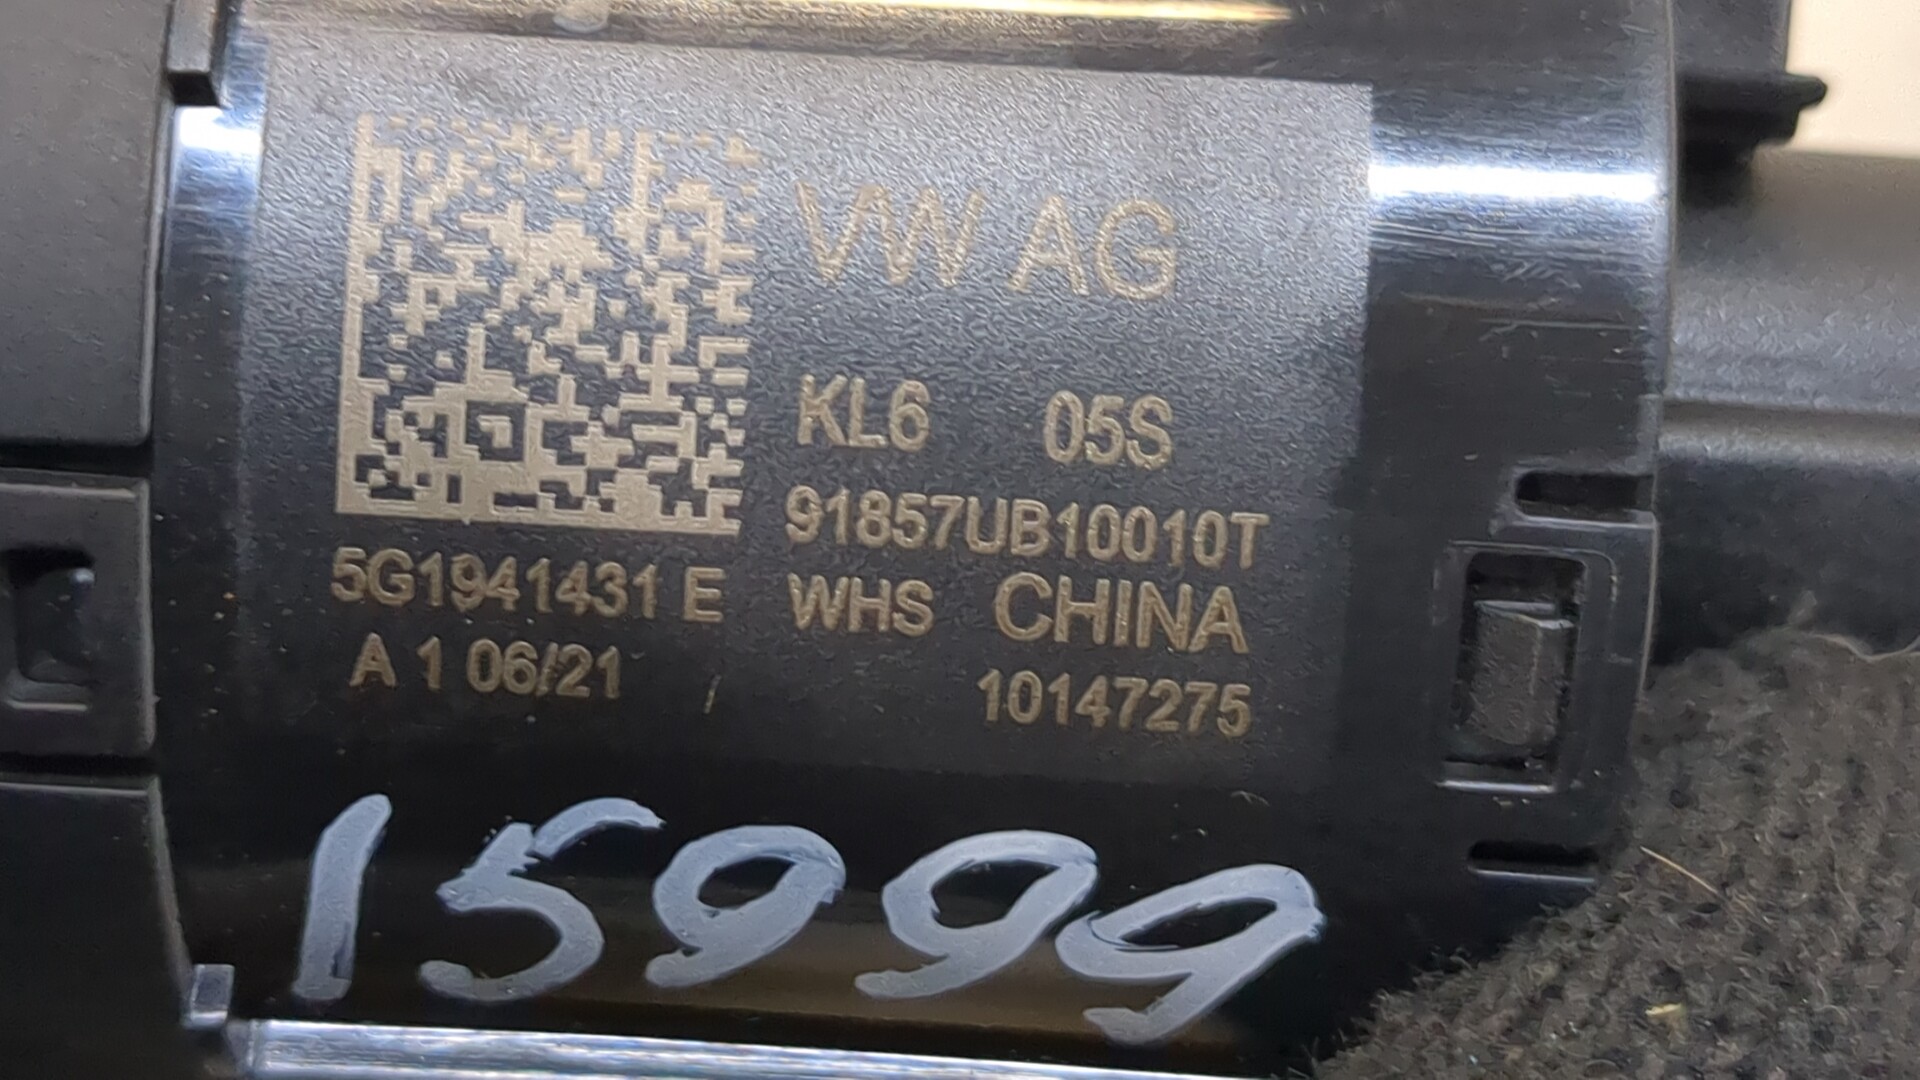 VW AG
KL6 05S
91857UB10010T
5G1941431 E WHS CHINA
A 1 06/21 10147275
15999